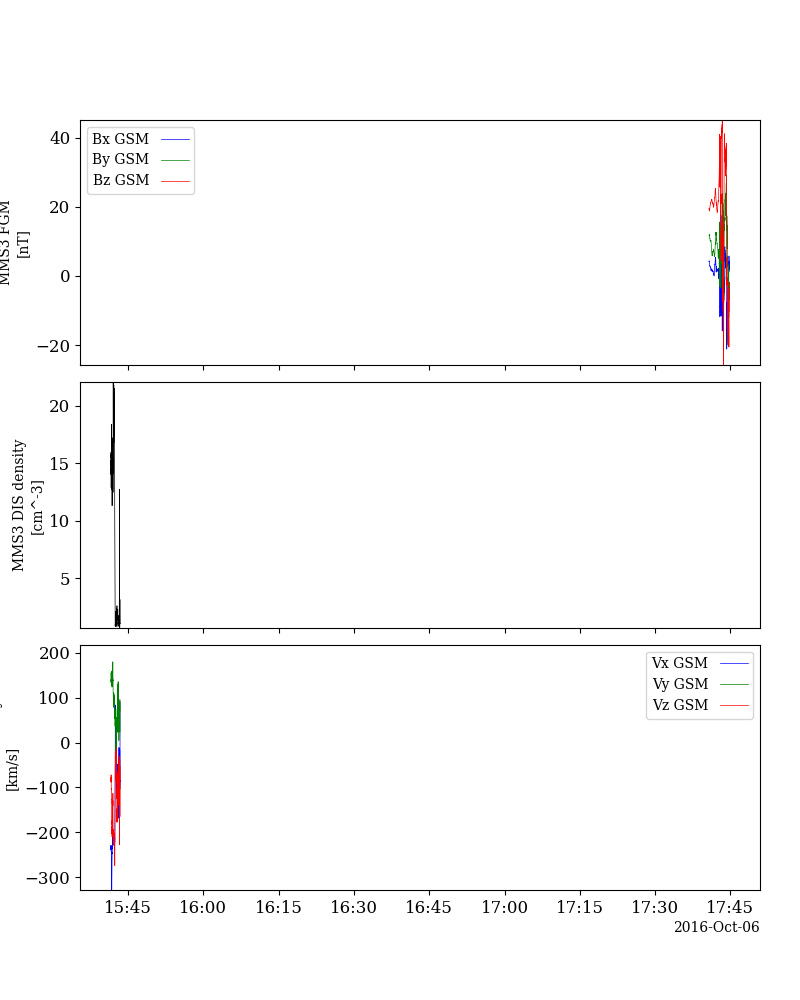 40
20
0
−20
MMS3 FGM
[nT]
Bx GSM
By GSM
Bz GSM
20
15
10
5
MMS3 DIS density
[cm^-3]
200
100
0
−100
−200
−300
[km/s]
Vx GSM
Vy GSM
Vz GSM
15:45 16:00 16:15 16:30 16:45 17:00 17:15 17:30 17:45
2016-Oct-06